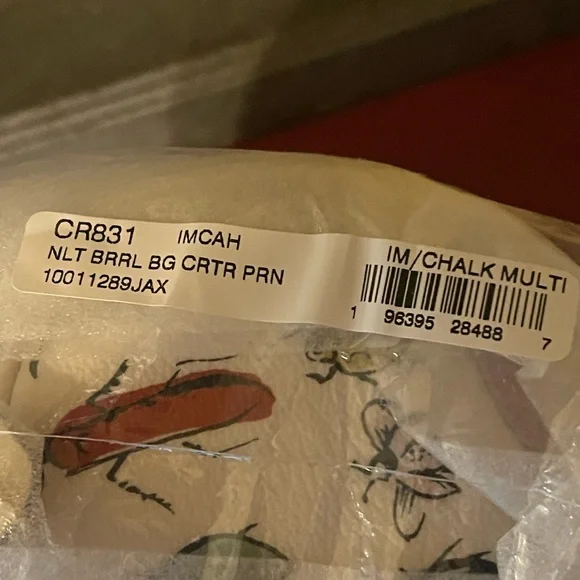 CR831 IMCAH
NLT BRRL BG CRTR PRN
10011289JAX
IM/CHALK MULTI
1 96395 28488 7